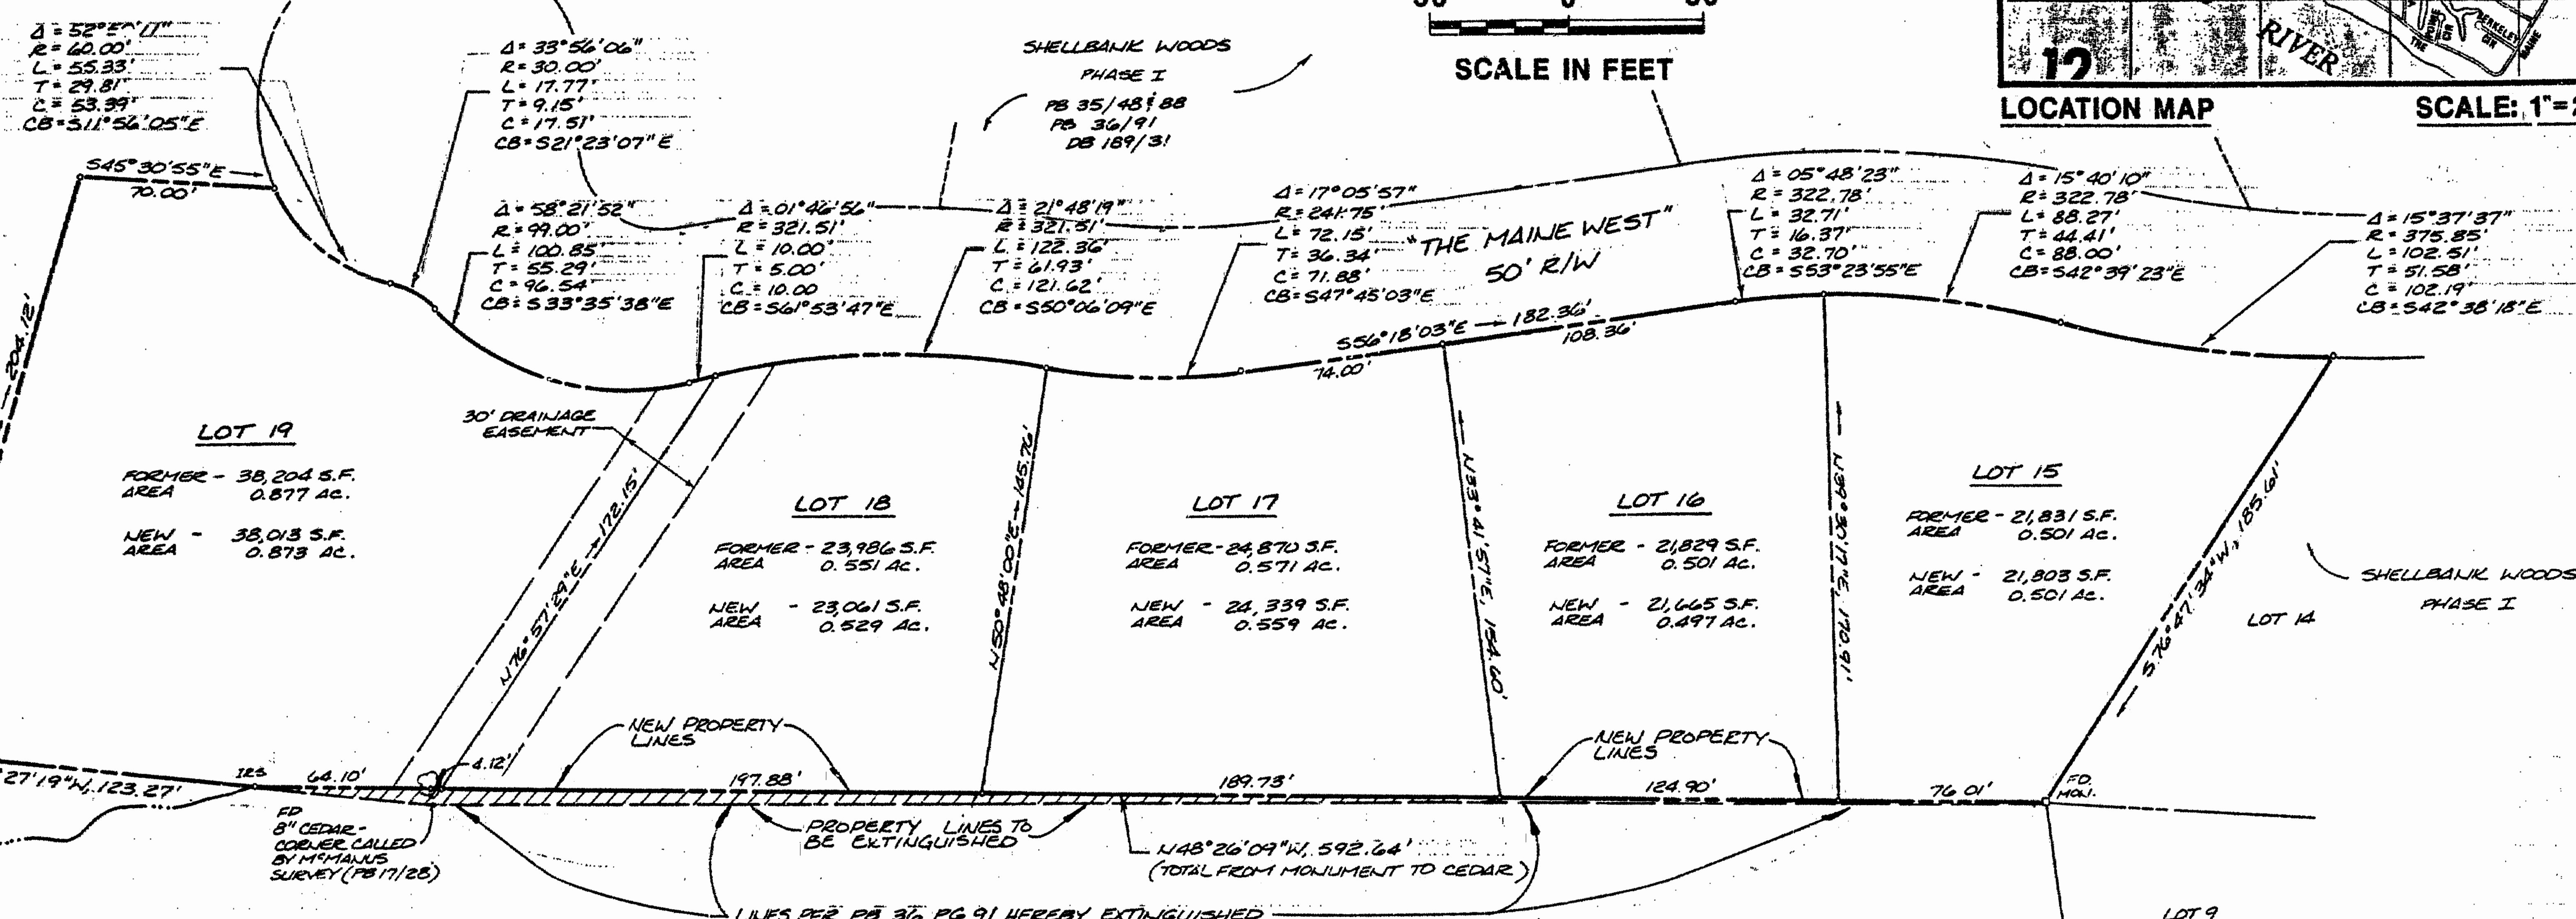 Δ = 52°
R = 60.00'
L = 55.33'
T = 29.81'
C = 53.39'
CB = S11°56'05"E
Δ = 33°56'06"
R = 30.00'
L = 17.77'
T = 9.15'
C = 17.51'
CB = S21°23'07"E
SHELLBANK WOODS
PHASE I
PB 35/48 & 88
PB 36/91
DB 189/31
50 0 50
SCALE IN FEET
12
RIVER
THE
BERKELEY
CIR
MAINE
LOCATION MAP
SCALE: 1"=2
S45°30'55"E
70.00'
204.12'
Δ = 58°21'52"
R = 99.00'
L = 100.85'
T = 55.29'
C = 96.54'
CB = S33°35'38"E
Δ = 01°46'56"
R = 321.51'
L = 10.00'
T = 5.00'
C = 10.00
CB = S61°53'47"E
Δ = 21°48'19"
R = 321.51'
L = 122.36'
T = 61.93'
C = 121.62'
CB = S50°06'09"E
Δ = 17°05'57"
R = 241.75'
L = 72.15'
T = 36.34'
C = 71.88'
CB = S47°45'03"E
"THE MAINE WEST"
50' R/W
Δ = 05°48'23"
R = 322.78'
L = 32.71'
T = 16.37'
C = 32.70'
CB = S53°23'55"E
Δ = 15°40'10"
R = 322.78'
L = 88.27'
T = 44.41'
C = 88.00'
CB = S42°39'23"E
Δ = 15°37'37"
R = 375.85'
L = 102.51'
T = 51.58'
C = 102.19'
CB = S42°38'18"E
S56°18'03"E 182.36'
74.00'
108.36'
30' DRAINAGE
EASEMENT
LOT 19
FORMER - 38,204 S.F.
AREA 0.877 AC.
NEW - 38,013 S.F.
AREA 0.873 AC.
N76°57'29"E 172.15'
LOT 18
FORMER - 23,986 S.F.
AREA 0.551 AC.
NEW - 23,061 S.F.
AREA 0.529 AC.
N50°48'00"E 145.76'
LOT 17
FORMER - 24,870 S.F.
AREA 0.571 AC.
NEW - 24,339 S.F.
AREA 0.559 AC.
N33°41'57"E, 154.60'
LOT 16
FORMER - 21,829 S.F.
AREA 0.501 AC.
NEW - 21,665 S.F.
AREA 0.497 AC.
N39°30'17"E, 170.91'
LOT 15
FORMER - 21,831 S.F.
AREA 0.501 AC.
NEW - 21,803 S.F.
AREA 0.501 AC.
S76°47'34"W, 185.61'
SHELLBANK WOODS
PHASE I
LOT 14
NEW PROPERTY
LINES
NEW PROPERTY
LINES
27'19"W, 123.27'
IRS
64.10'
4.12'
197.88'
189.73'
124.90'
76.01'
FD.
MON.
FD
8" CEDAR -
CORNER CALLED
BY McMANUS
SURVEY (PB 17/28)
PROPERTY LINES TO
BE EXTINGUISHED
N48°26'09"W, 592.64'
(TOTAL FROM MONUMENT TO CEDAR)
LINES PER PB 36 PG 91 HEREBY EXTINGUISHED
LOT 9